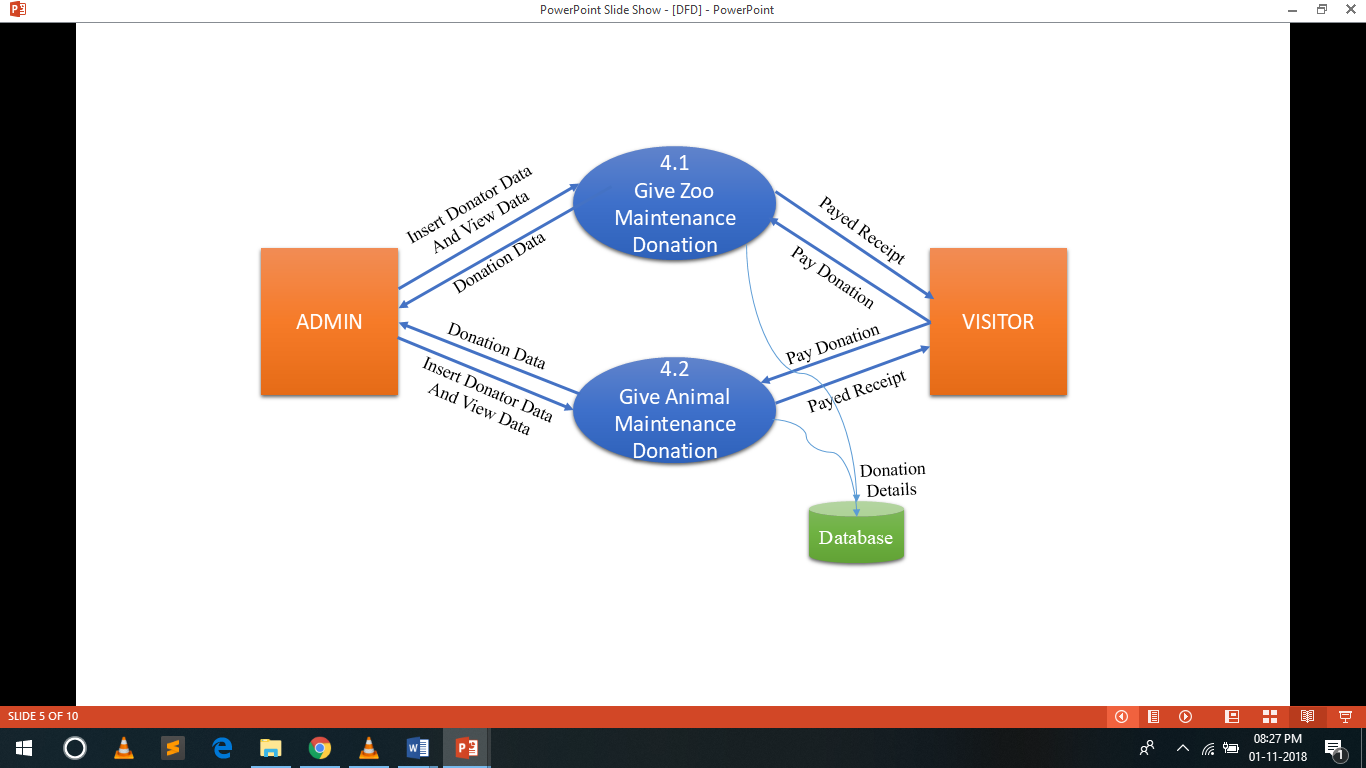 PowerPoint Slide Show - [DFD] - PowerPoint
4.1
Give Zoo
Maintenance
Donation
Insert Donator Data
And View Data
Donation Data
Payed Receipt
Pay Donation
ADMIN
VISITOR
Donation Data
Insert Donator Data
And View Data
4.2
Give Animal
Maintenance
Donation
Pay Donation
Payed Receipt
Donation
Details
Database
SLIDE 5 OF 10
08:27 PM
01-11-2018
1